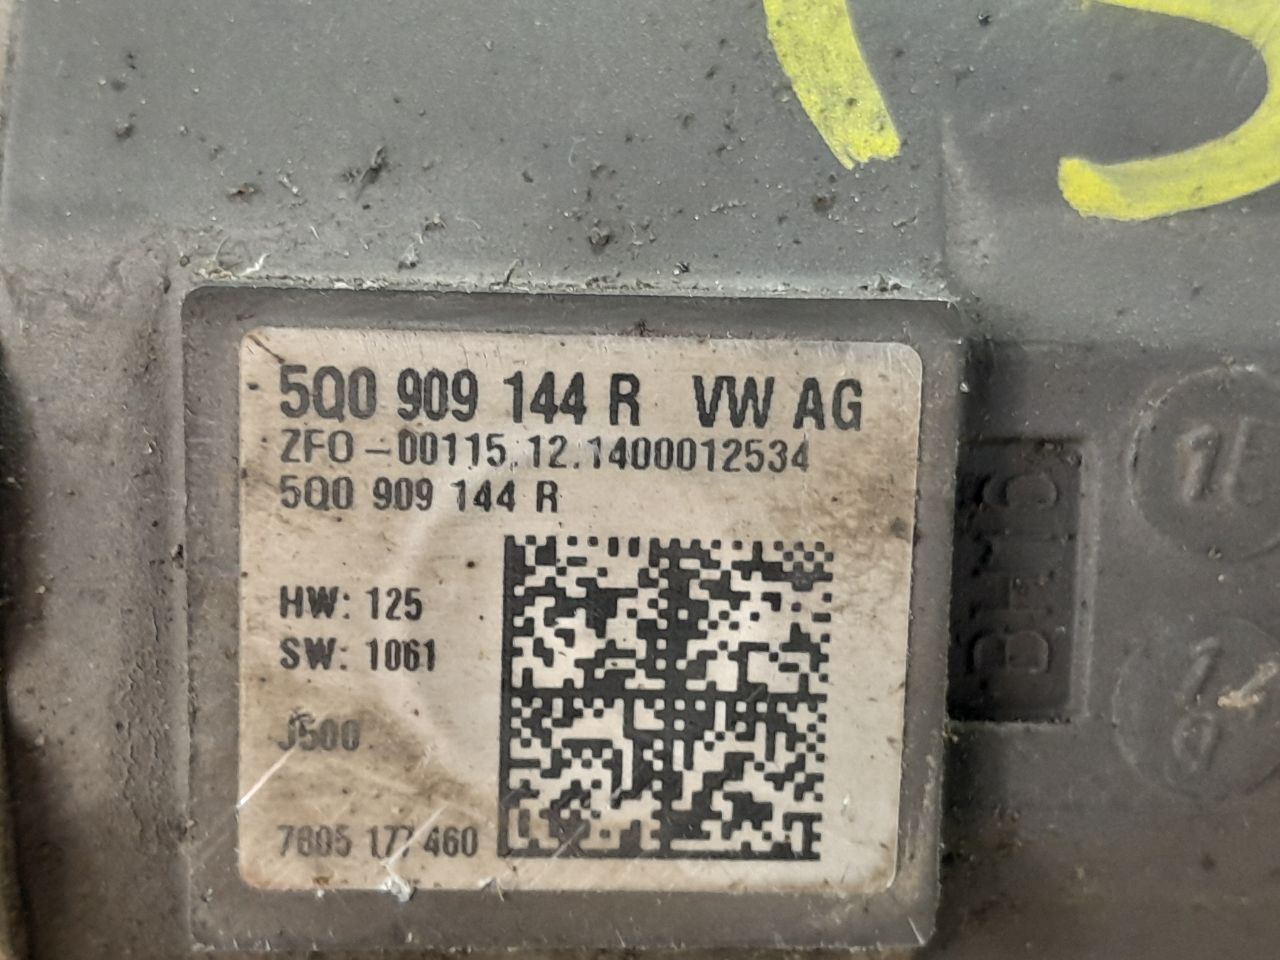 5Q0 909 144 R VW AG
ZFO-00115.12.1400012534
5Q0 909 144 R
HW: 125
SW: 1061
J500
7805 177 460